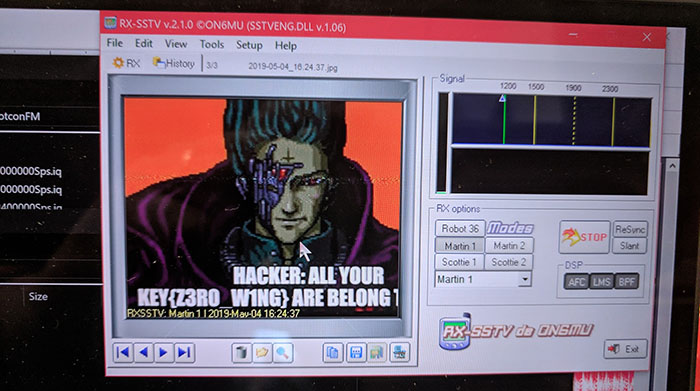 RX-SSTV v.2.1.0 ©ON6MU (SSTVENG.DLL v.1.06)
File Edit View Tools Setup Help
RX History 3/3 2019-05-04_16.24.37.jpg
otconFM
000000Sps.iq
000000Sps.iq
400000Sps.iq
Size
HACKER: ALL YOUR
KEY{Z3RO W1NG} ARE BELONG T
RXSSTV: Martin 1 | 2019-May-04 16:24:37
Signal
1200 1500 1900 2300
RX options
Robot 36 Modes
Martin 1 Martin 2
Scottie 1 Scottie 2
Martin 1
STOP
ReSync
Slant
DSP
AFC LMS BPF
RX-SSTV de ON6MU
Exit